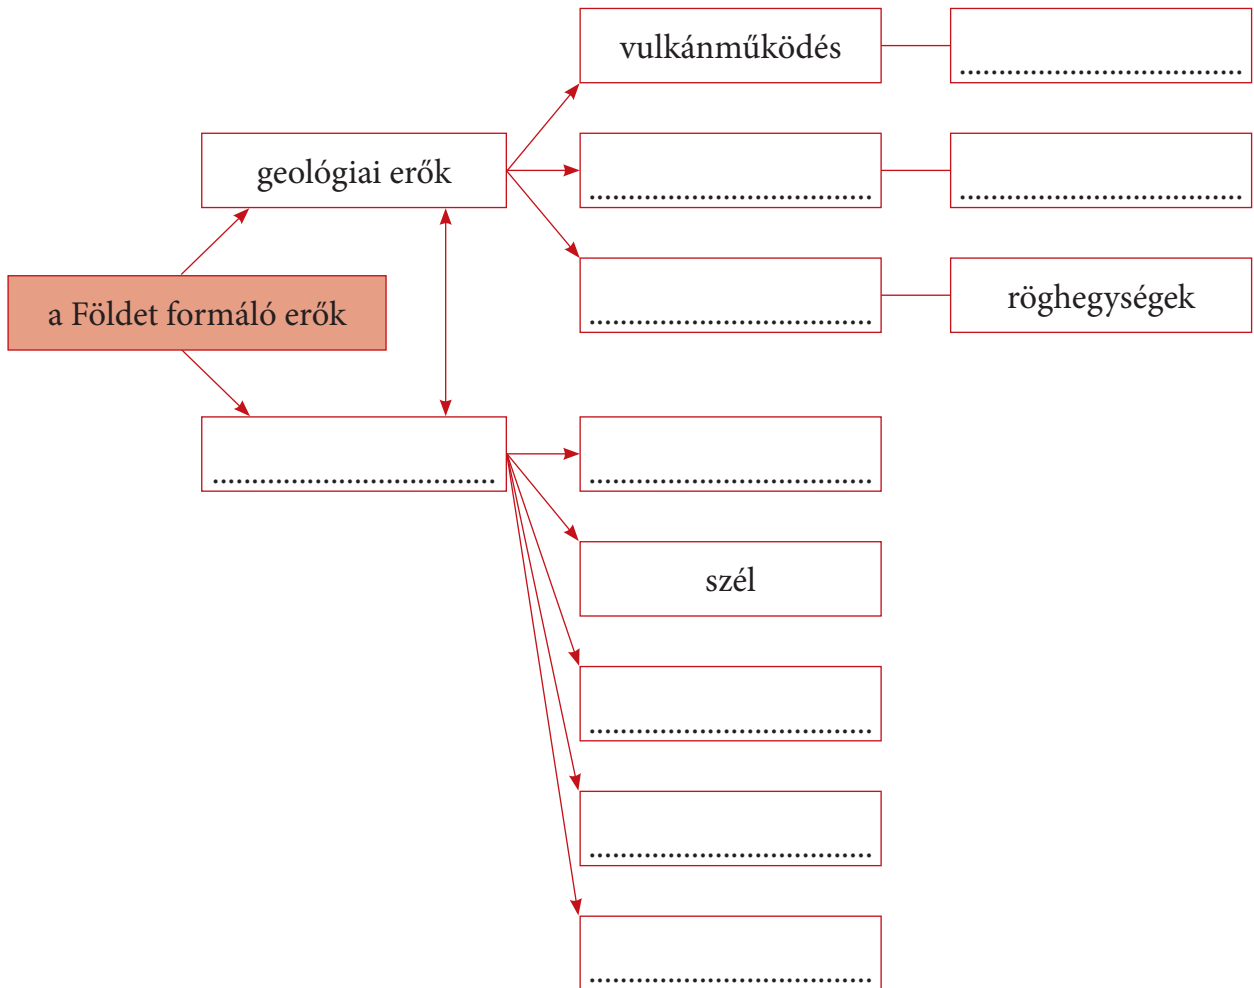 vulkánműködés
geológiai erők
a Földet formáló erők
röghegységek
szél